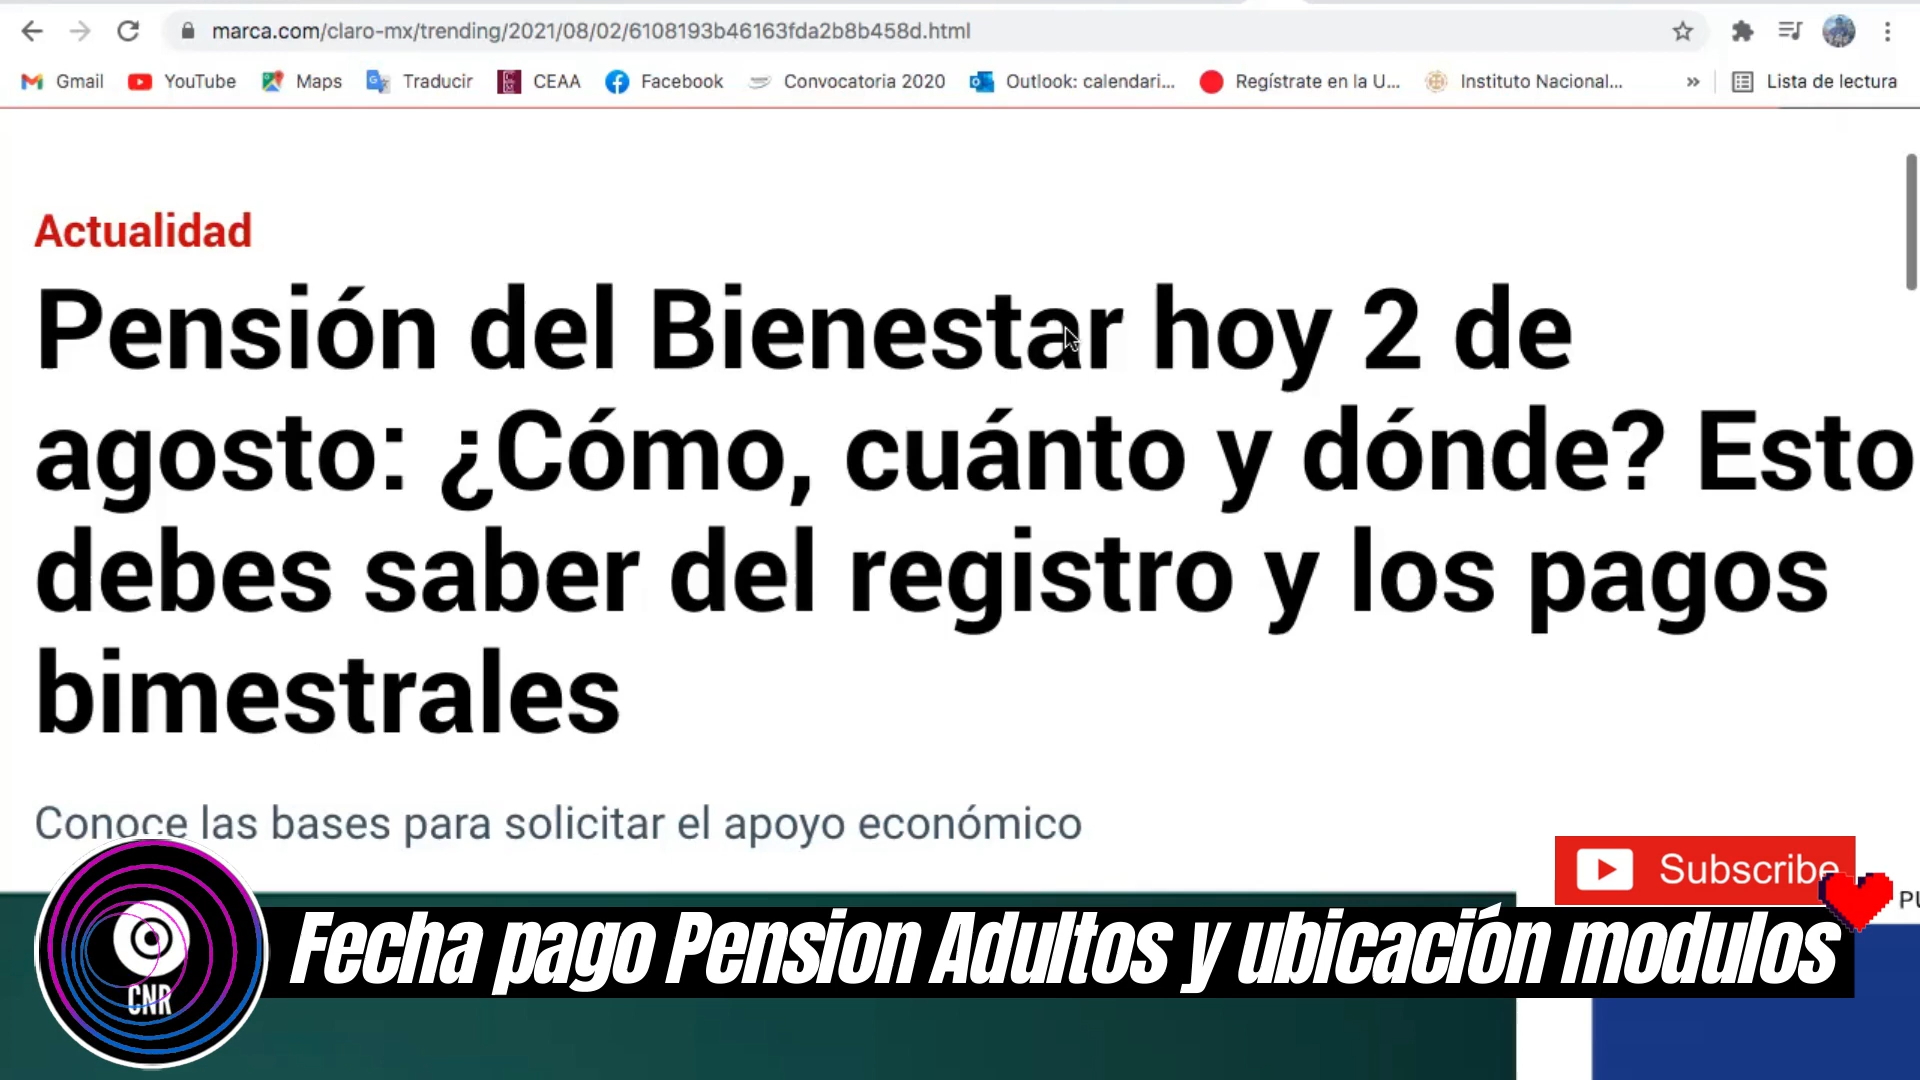 marca.com/claro-mx/trending/2021/08/02/6108193b46163fda2b8b458d.html
Gmail YouTube Maps Traducir CEAA Facebook Convocatoria 2020 Outlook: calendari... Regístrate en la U... Instituto Nacional... » Lista de lectura
Actualidad
Pensión del Bienestar hoy 2 de
agosto: ¿Cómo, cuánto y dónde? Esto
debes saber del registro y los pagos
bimestrales
Conoce las bases para solicitar el apoyo económico
Subscribe
Fecha pago Pension Adultos y ubicación modulos
CNR